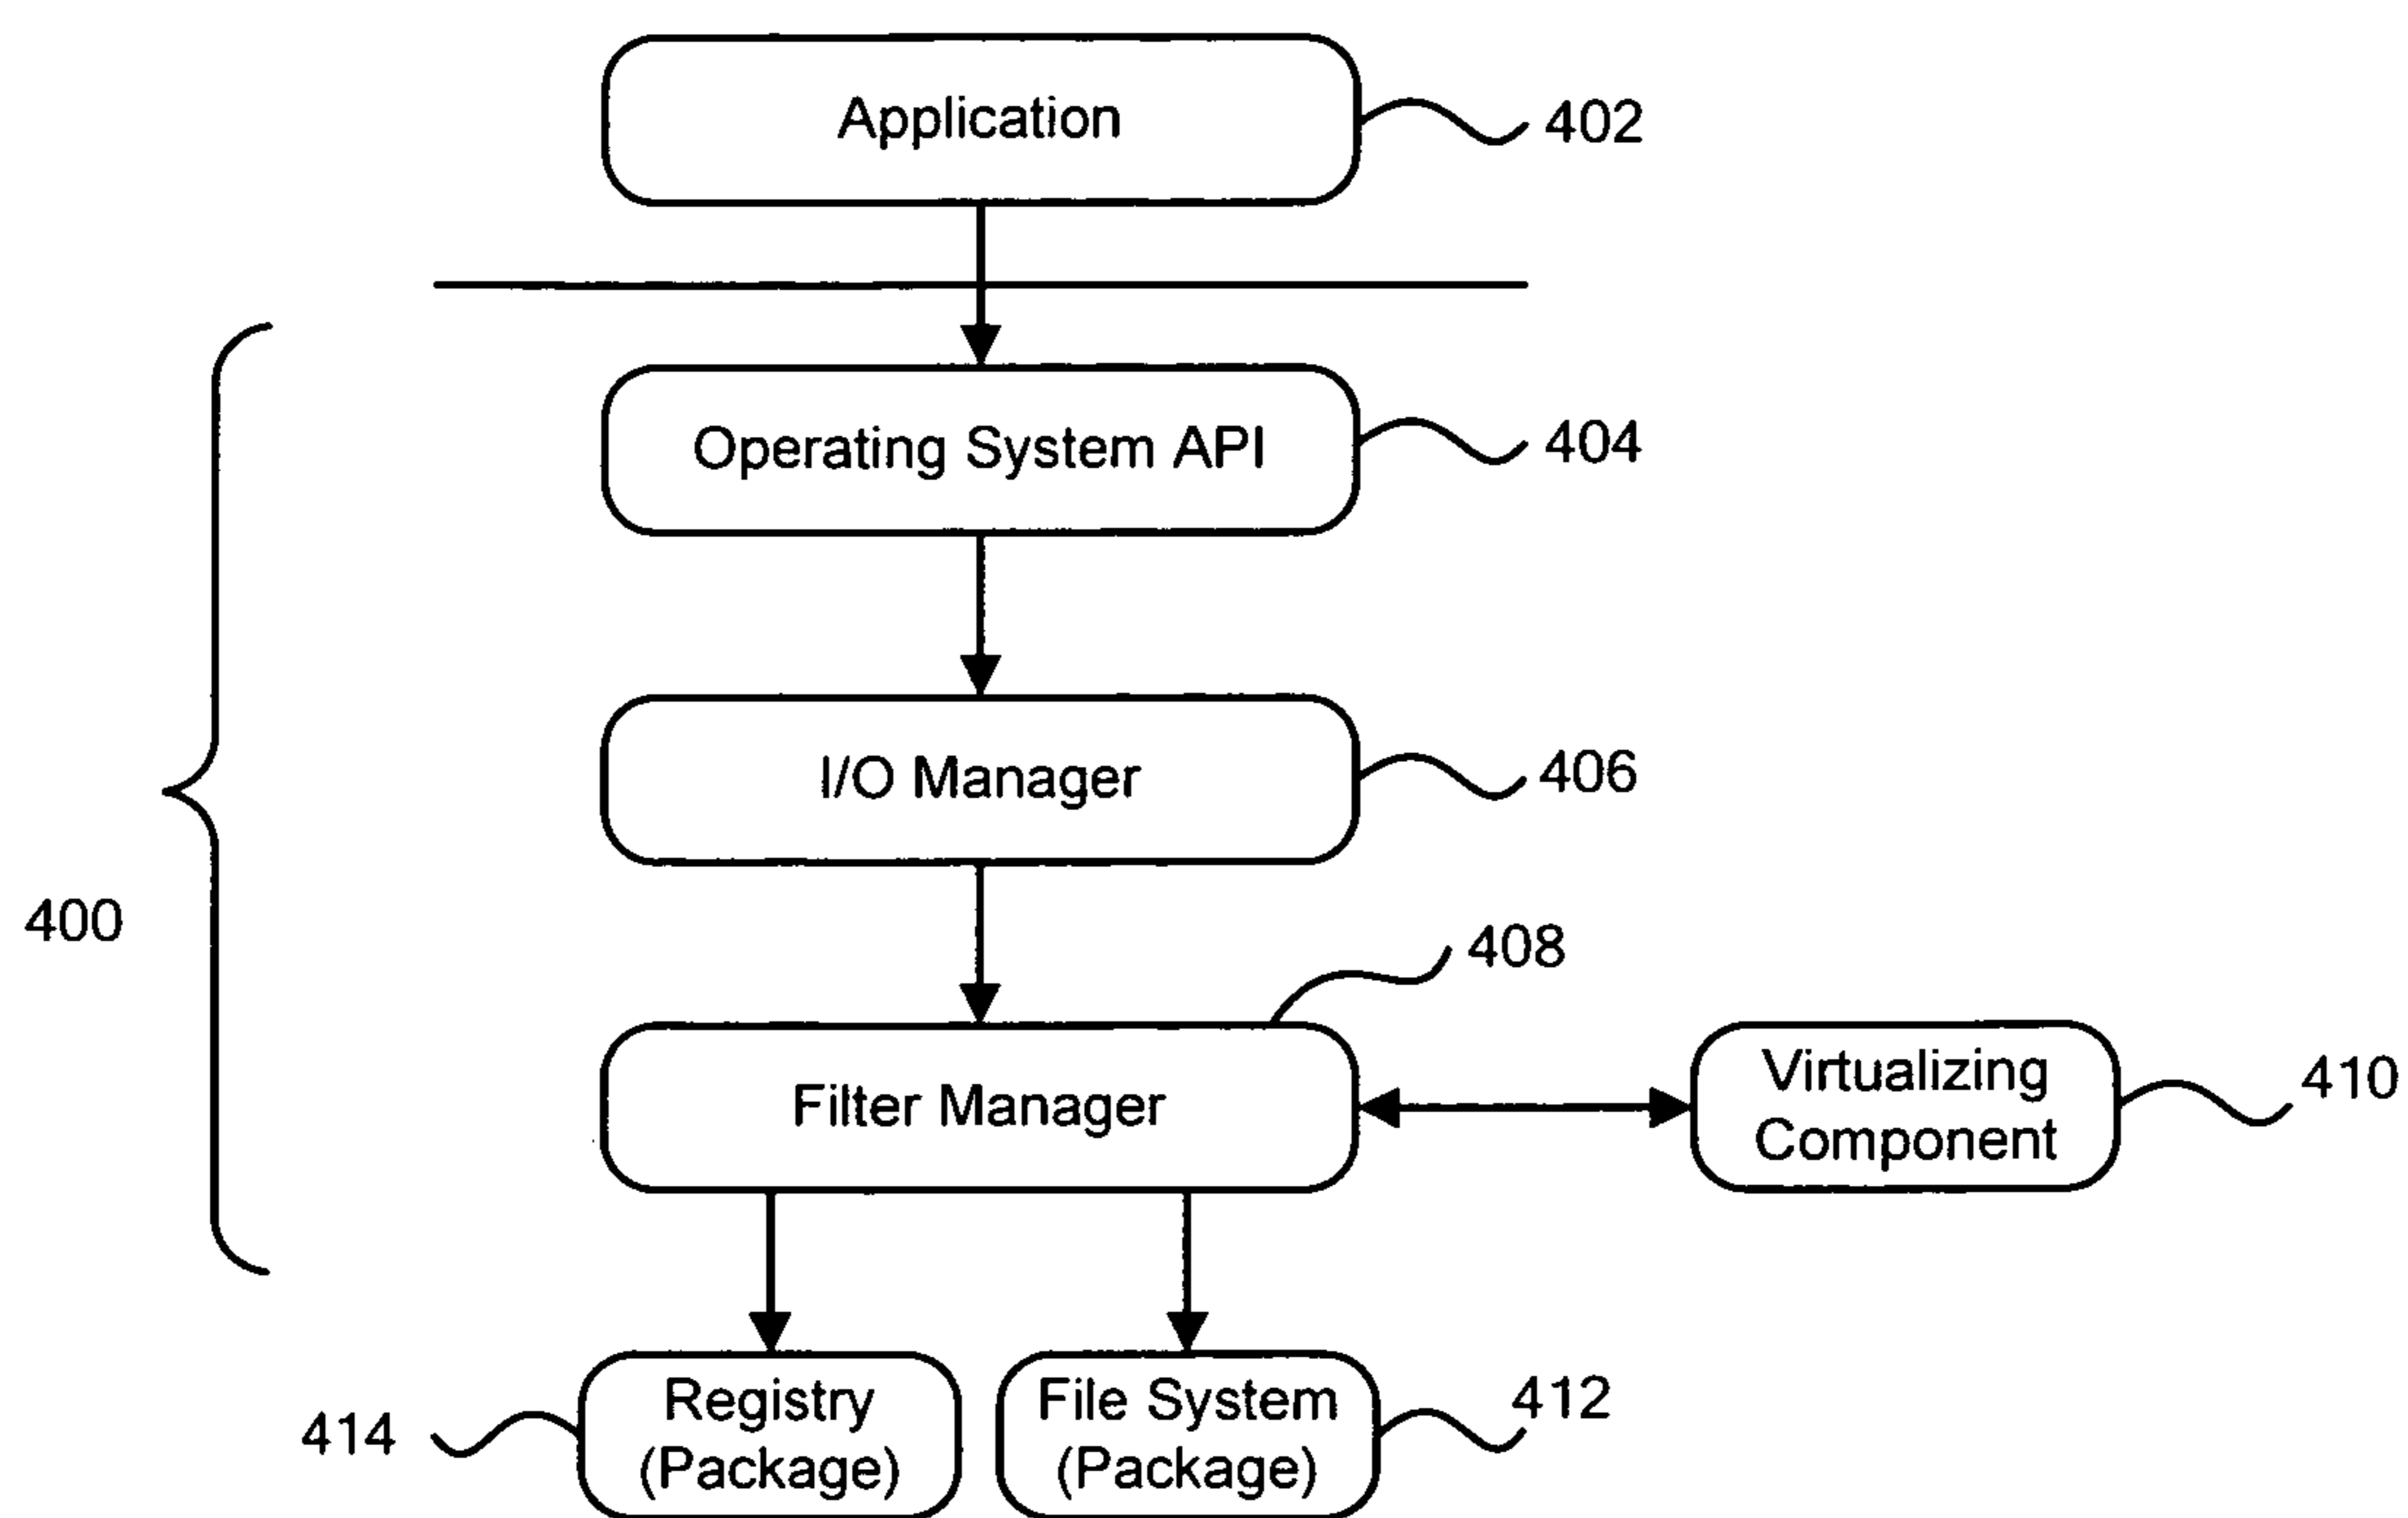 Application
402
Operating System API
404
I/O Manager
406
400
408
Filter Manager
Virtualizing
Component
410
Registry
(Package)
414
File System
(Package)
412